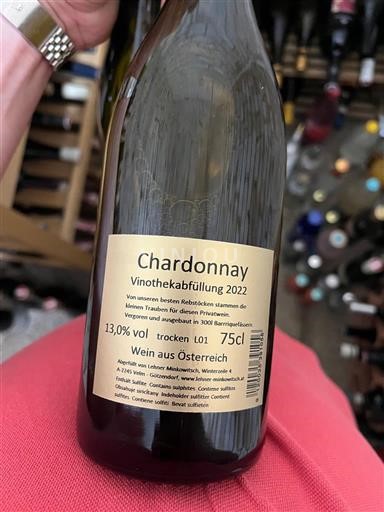 Chardonnay
Vinothekabfüllung 2022
Von unseren besten Rebstöcken stammen die
kleinen Trauben für diesen Privatwein.
Vergoren und ausgebaut in 300l Barriquefässern
13,0% vol trocken L01 75cl
Wein aus Österreich
Abgefüllt von Lehner Minkowitsch, Winterzeile 4
A-2245 Velm - Götzendorf, www.lehner-minkowitsch.at
Enthält Sulfite Contains sulphites Contiene sulfitos
Obsahuje siricitany Indeholder sulfitter Contient
sulfites. Contiene solfiti Bevat sulfieten